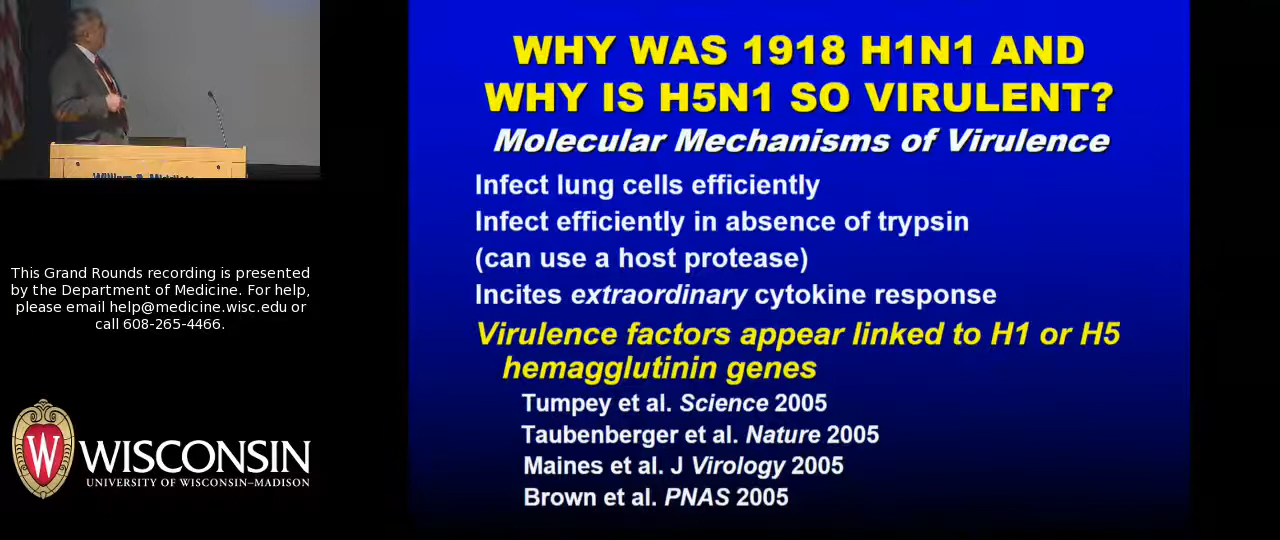 WHY WAS 1918 H1N1 AND
WHY IS H5N1 SO VIRULENT?
Molecular Mechanisms of Virulence
Infect lung cells efficiently
Infect efficiently in absence of trypsin
(can use a host protease)
Incites extraordinary cytokine response
Virulence factors appear linked to H1 or H5
hemagglutinin genes
Tumpey et al. Science 2005
Taubenberger et al. Nature 2005
Maines et al. J Virology 2005
Brown et al. PNAS 2005
This Grand Rounds recording is presented
by the Department of Medicine. For help,
please email help@medicine.wisc.edu or
call 608-265-4466.
W
WISCONSIN
UNIVERSITY OF WISCONSIN–MADISON